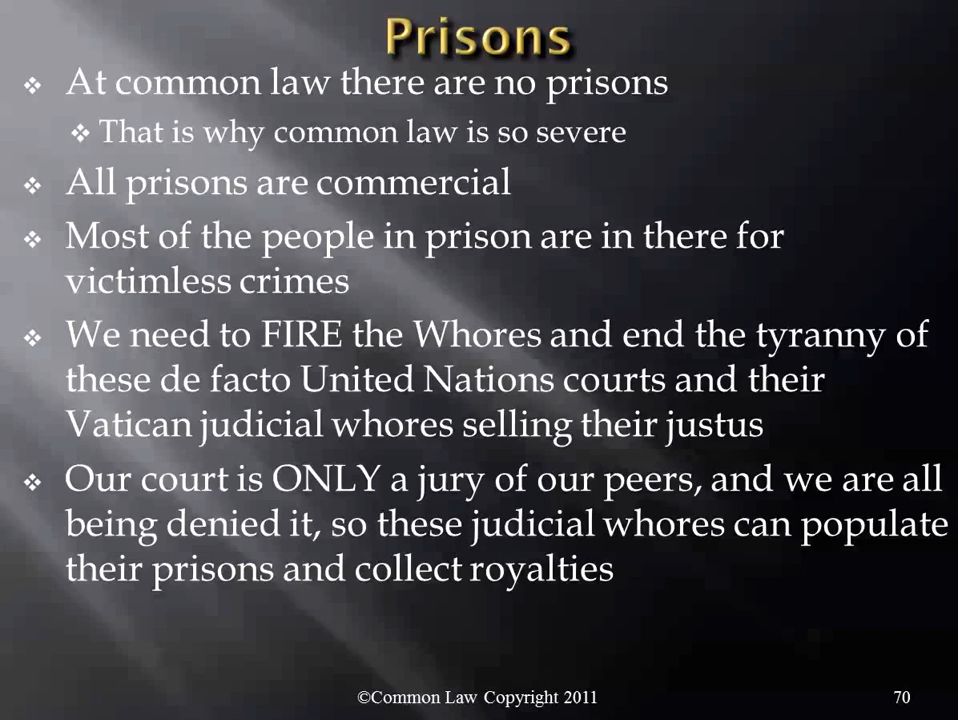 Prisons
At common law there are no prisons
That is why common law is so severe
All prisons are commercial
Most of the people in prison are in there for
victimless crimes
We need to FIRE the Whores and end the tyranny of
these de facto United Nations courts and their
Vatican judicial whores selling their justus
Our court is ONLY a jury of our peers, and we are all
being denied it, so these judicial whores can populate
their prisons and collect royalties
©Common Law Copyright 2011 70